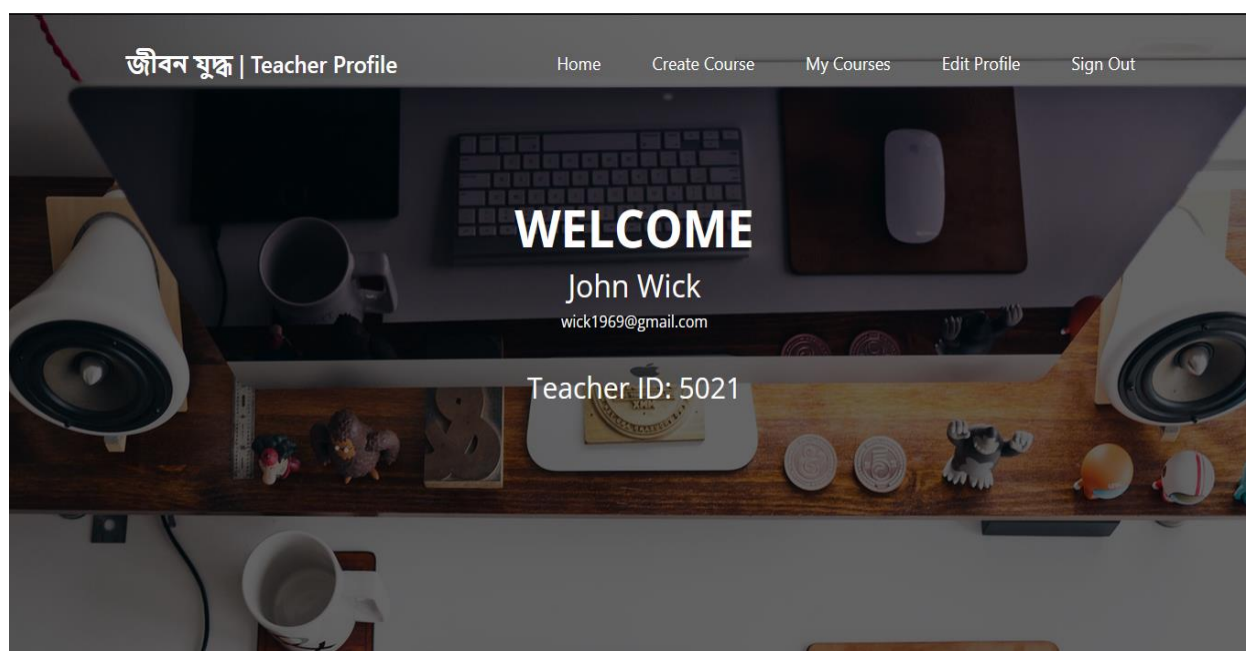 জীবন যুদ্ধ | Teacher Profile
Home Create Course My Courses Edit Profile Sign Out
WELCOME
John Wick
wick1969@gmail.com
Teacher ID: 5021